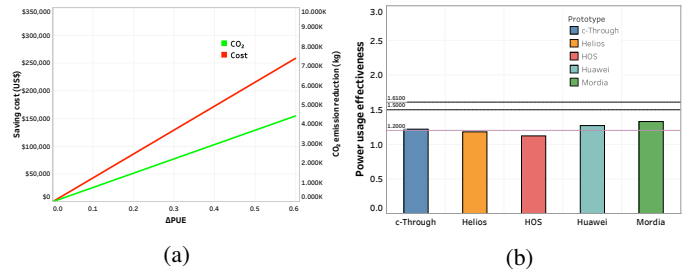 $350,000
$300,000
$250,000
$200,000
$150,000
$100,000
$50,000
$0
Saving cost (US$)
CO₂
Cost
10.000K
9.000K
8.000K
7.000K
6.000K
5.000K
4.000K
3.000K
2.000K
1.000K
0.000K
CO₂ emission reduction (kg)
0.0 0.1 0.2 0.3 0.4 0.5 0.6
ΔPUE
(a)
Power usage effectiveness
3.0
2.5
2.0
1.5
1.0
0.5
0.0
Prototype
c-Through
Helios
HOS
Huawei
Mordia
1.6100
1.5000
1.2000
c-Through Helios HOS Huawei Mordia
(b)